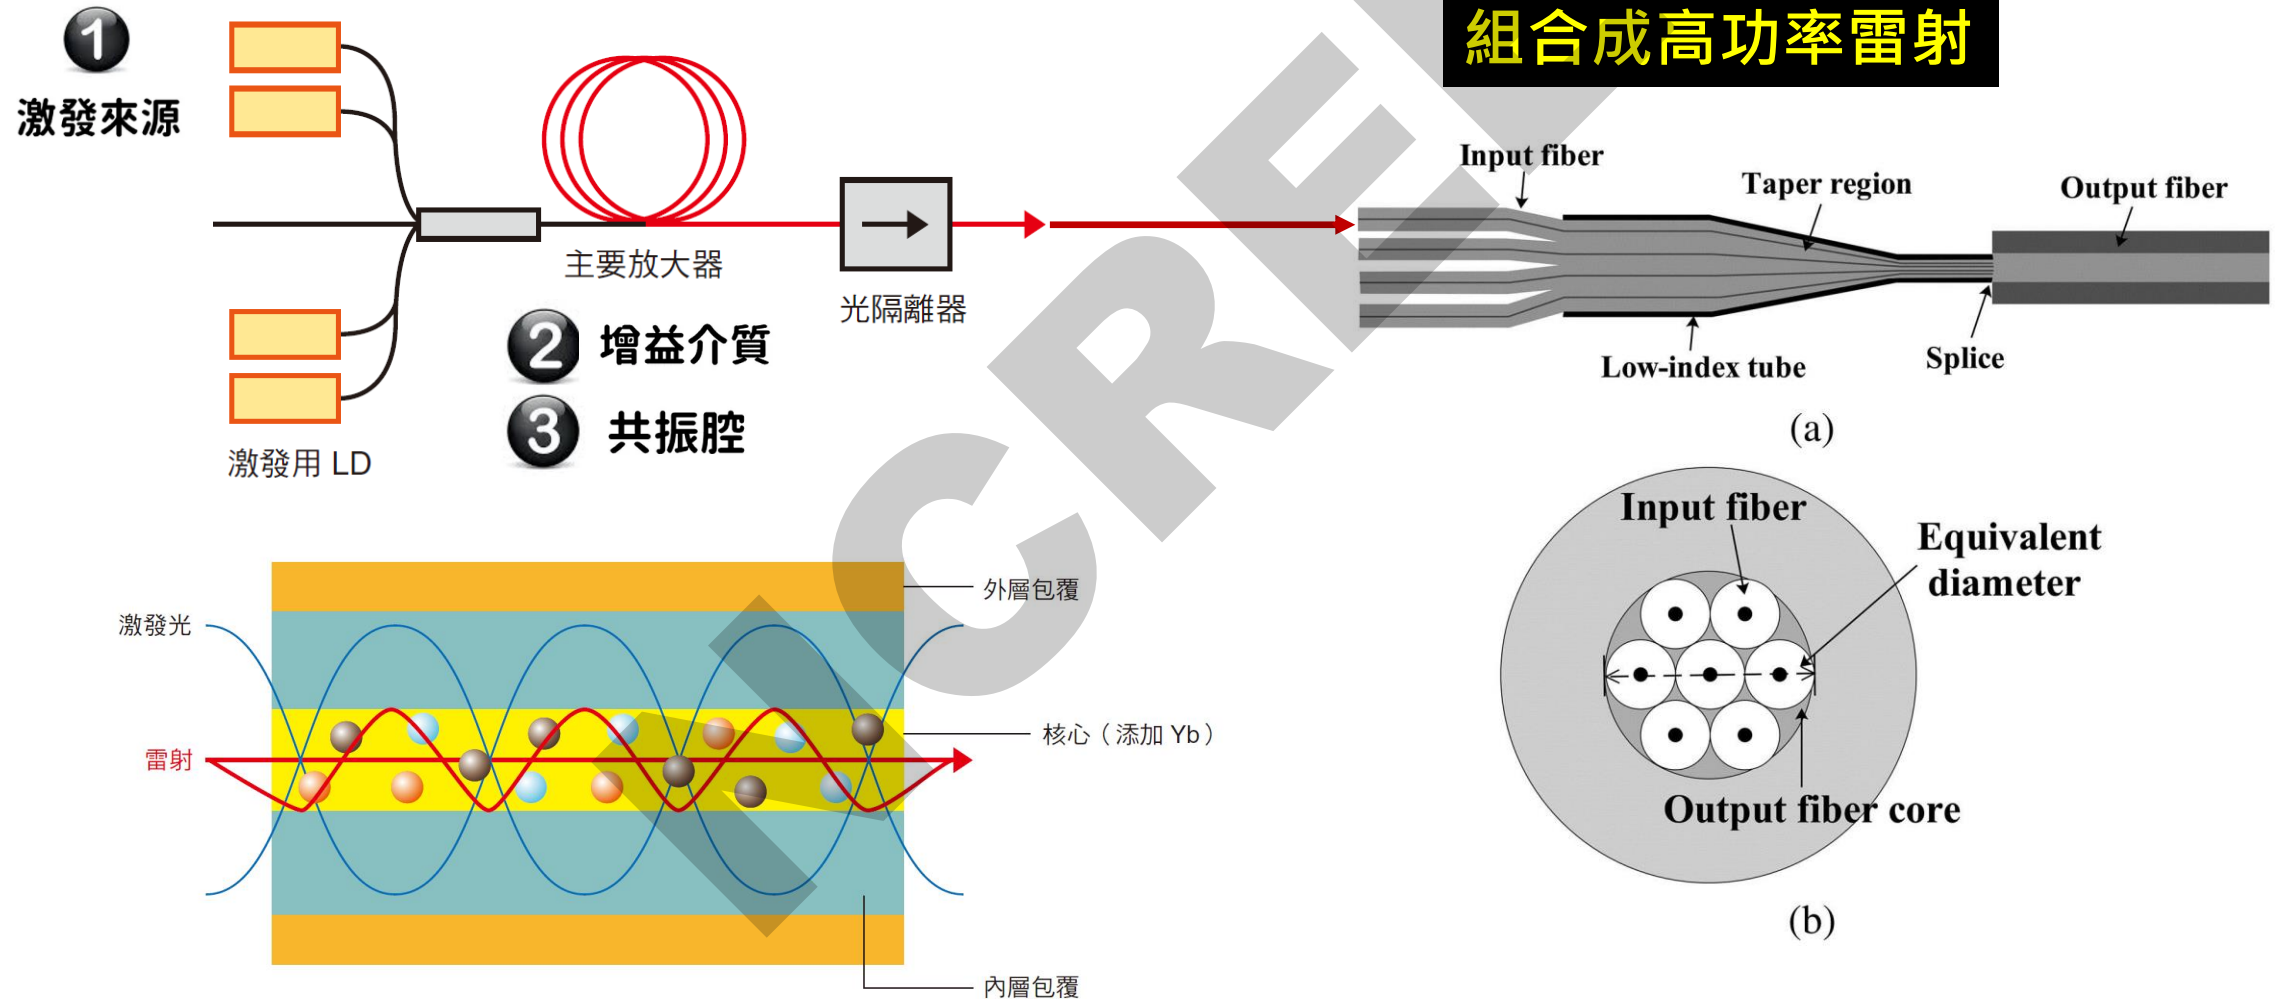 1
激發來源
激發用 LD
主要放大器
2 增益介質
3 共振腔
光隔離器
組合成高功率雷射
Input fiber
Taper region
Output fiber
Low-index tube
Splice
(a)
激發光
雷射
外層包覆
核心（添加 Yb）
內層包覆
Input fiber
Equivalent
diameter
Output fiber core
(b)